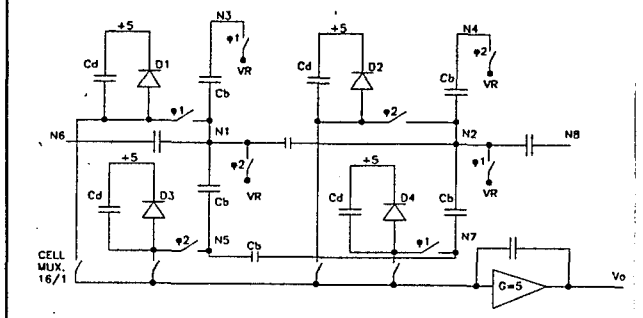 +5
N3
φ1
VR
Cd
D1
Cb
φ1
+5
N4
φ2
VR
Cd
D2
Cb
φ2
N6
N1
N2
N8
φ2
VR
φ1
VR
+5
Cd
D3
Cb
φ2
N5
+5
Cd
D4
Cb
φ1
N7
Cb
CELL
MUX.
16/1
G=5
Vo